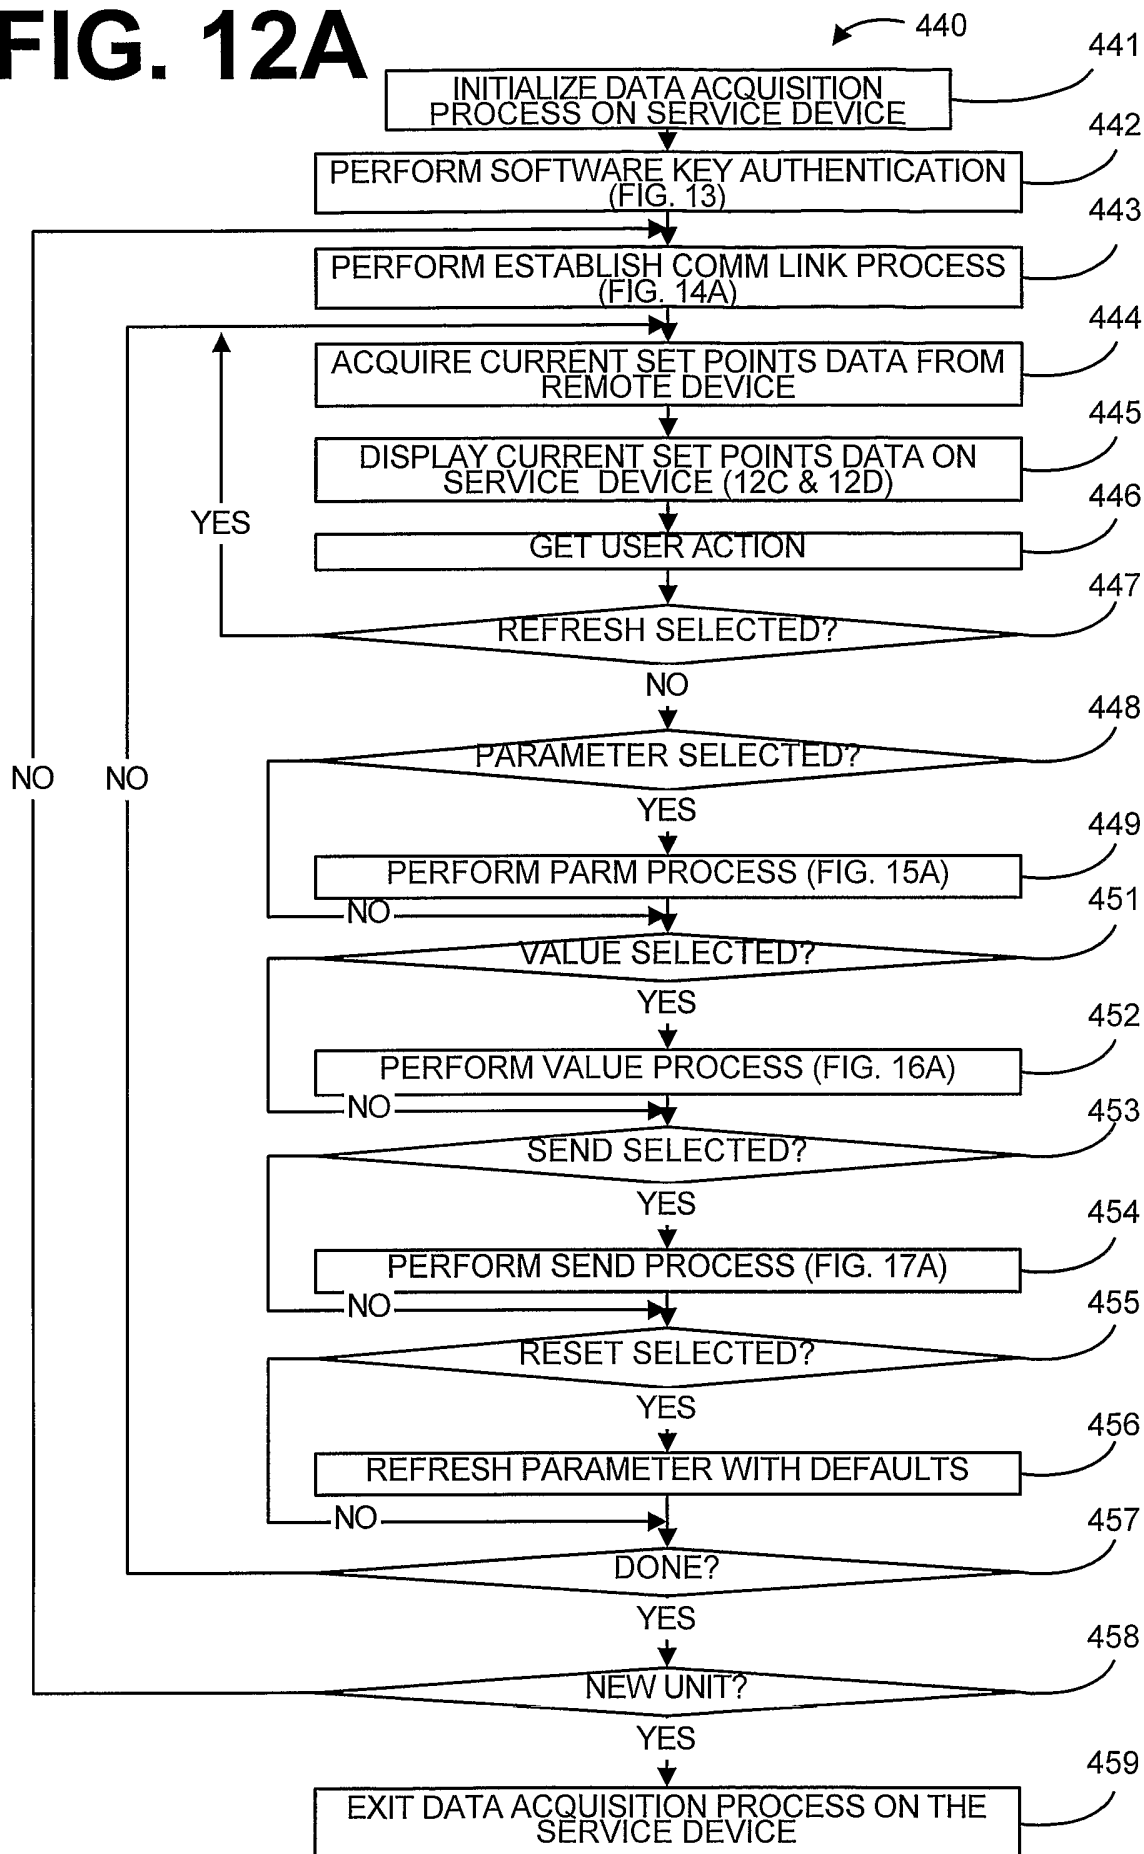 FIG. 12A
440
INITIALIZE DATA ACQUISITION
PROCESS ON SERVICE DEVICE
441
PERFORM SOFTWARE KEY AUTHENTICATION
(FIG. 13)
442
PERFORM ESTABLISH COMM LINK PROCESS
(FIG. 14A)
443
ACQUIRE CURRENT SET POINTS DATA FROM
REMOTE DEVICE
444
DISPLAY CURRENT SET POINTS DATA ON
SERVICE DEVICE (12C & 12D)
445
YES
GET USER ACTION
446
REFRESH SELECTED?
447
NO
PARAMETER SELECTED?
448
NO
NO
YES
PERFORM PARM PROCESS (FIG. 15A)
449
NO
VALUE SELECTED?
451
YES
PERFORM VALUE PROCESS (FIG. 16A)
452
NO
SEND SELECTED?
453
YES
PERFORM SEND PROCESS (FIG. 17A)
454
NO
RESET SELECTED?
455
YES
REFRESH PARAMETER WITH DEFAULTS
456
NO
DONE?
457
YES
NEW UNIT?
458
YES
EXIT DATA ACQUISITION PROCESS ON THE
SERVICE DEVICE
459